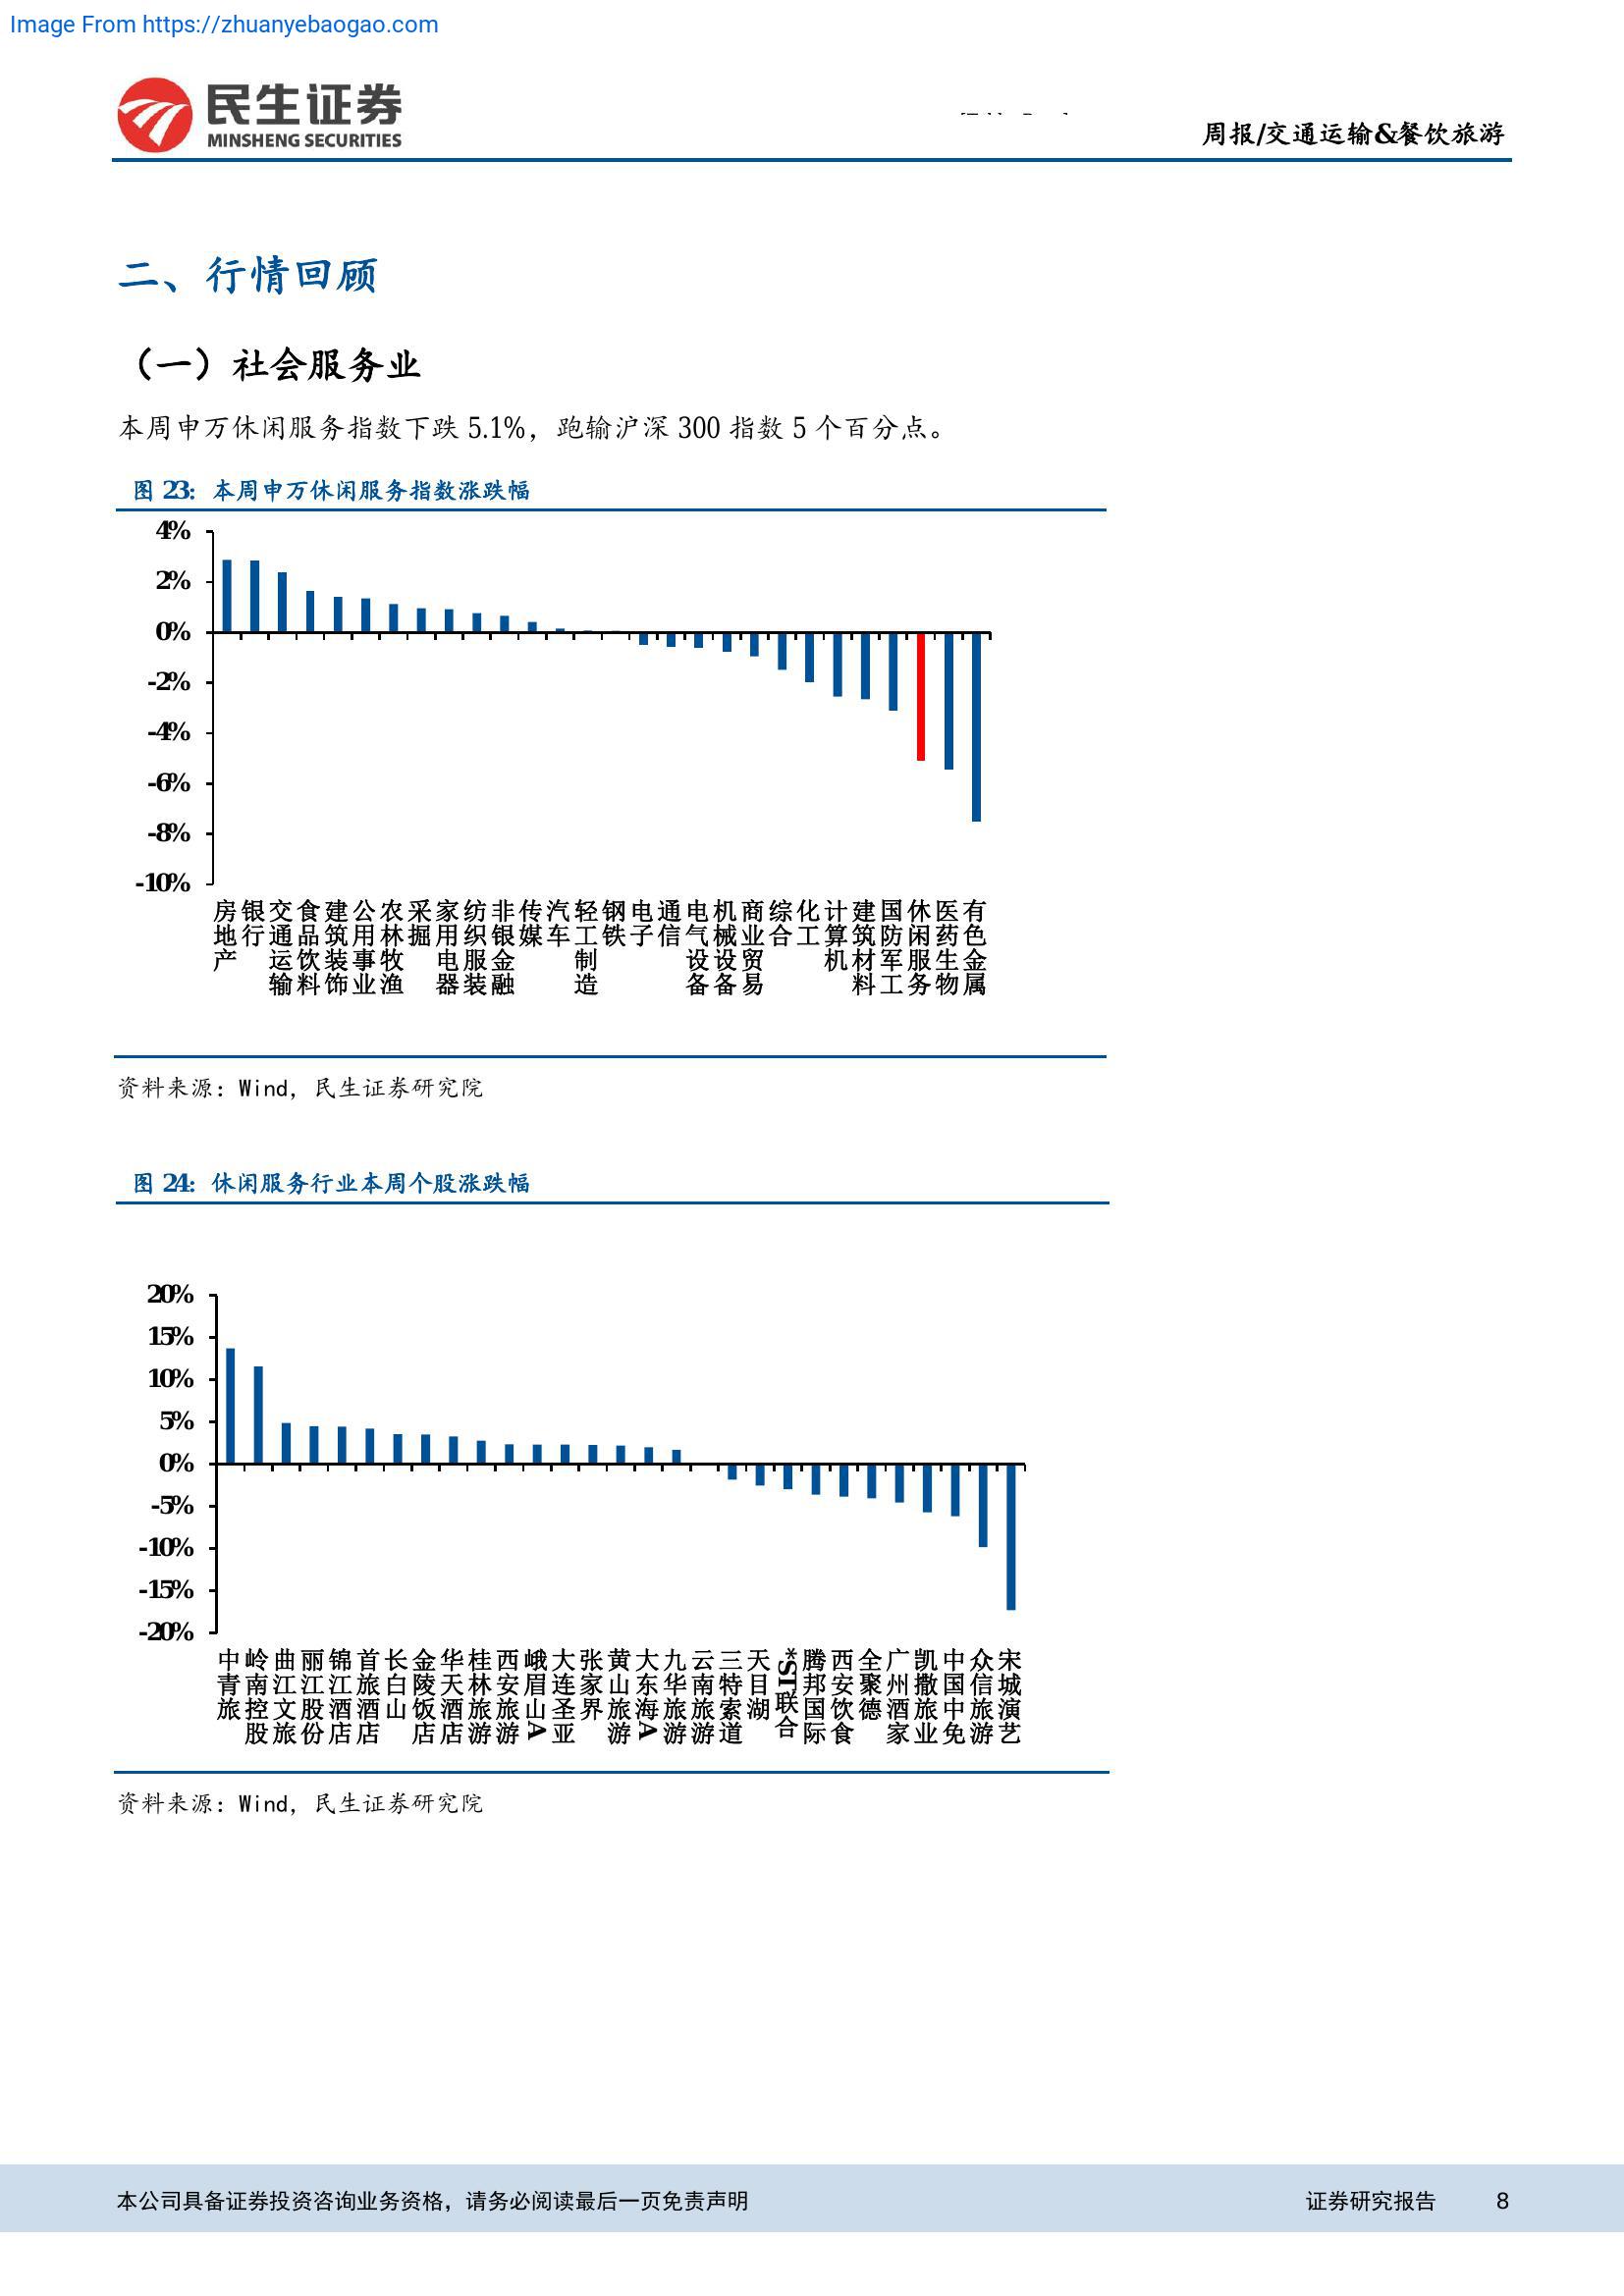 Image From https://zhuanyebaogao.com
民生证券
MINSHENG SECURITIES
周报/交通运输&餐饮旅游
二、行情回顾
（一）社会服务业
本周申万休闲服务指数下跌 5.1%，跑输沪深 300 指数 5 个百分点。
图 23：本周申万休闲服务指数涨跌幅
4%
2%
0%
-2%
-4%
-6%
-8%
-10%
房地产
银行
交通运输
食品饮料
建筑装饰
公用事业
农林牧渔
采掘
家用电器
纺织服装
非银金融
传媒
汽车
轻工制造
钢铁
电子
通信
电气设备
机械设备
商业贸易
综合
化工
计算机
建筑材料
国防军工
休闲服务
医药生物
有色金属
资料来源：Wind，民生证券研究院
图 24：休闲服务行业本周个股涨跌幅
20%
15%
10%
5%
0%
-5%
-10%
-15%
-20%
中青旅
岭南控股
曲江文旅
丽江股份
锦江酒店
首旅酒店
长白山
金陵饭店
华天酒店
桂林旅游
西安旅游
峨眉山A
大连圣亚
张家界
黄山旅游
大东海A
九华旅游
云南旅游
三特索道
天目湖
*ST联合
腾邦国际
西安饮食
全聚德
广州酒家
凯撒旅业
中国中免
众信旅游
宋城演艺
资料来源：Wind，民生证券研究院
本公司具备证券投资咨询业务资格，请务必阅读最后一页免责声明
证券研究报告 8